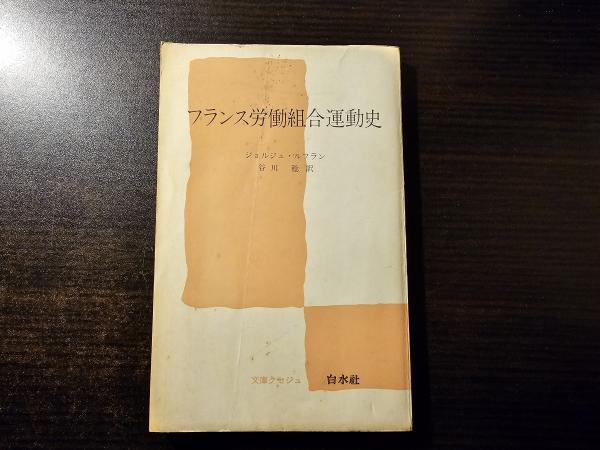 フランス労働組合運動史
ジョルジュ・ルフラン
谷川 稔 訳
文庫クセジュ
白水社